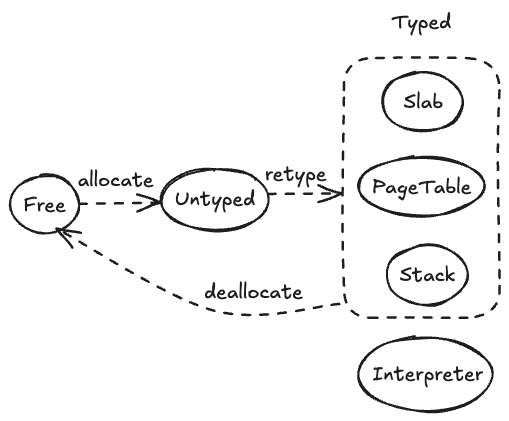 Typed
Slab
allocate
retype
Free
Untyped
PageTable
Stack
deallocate
Interpreter